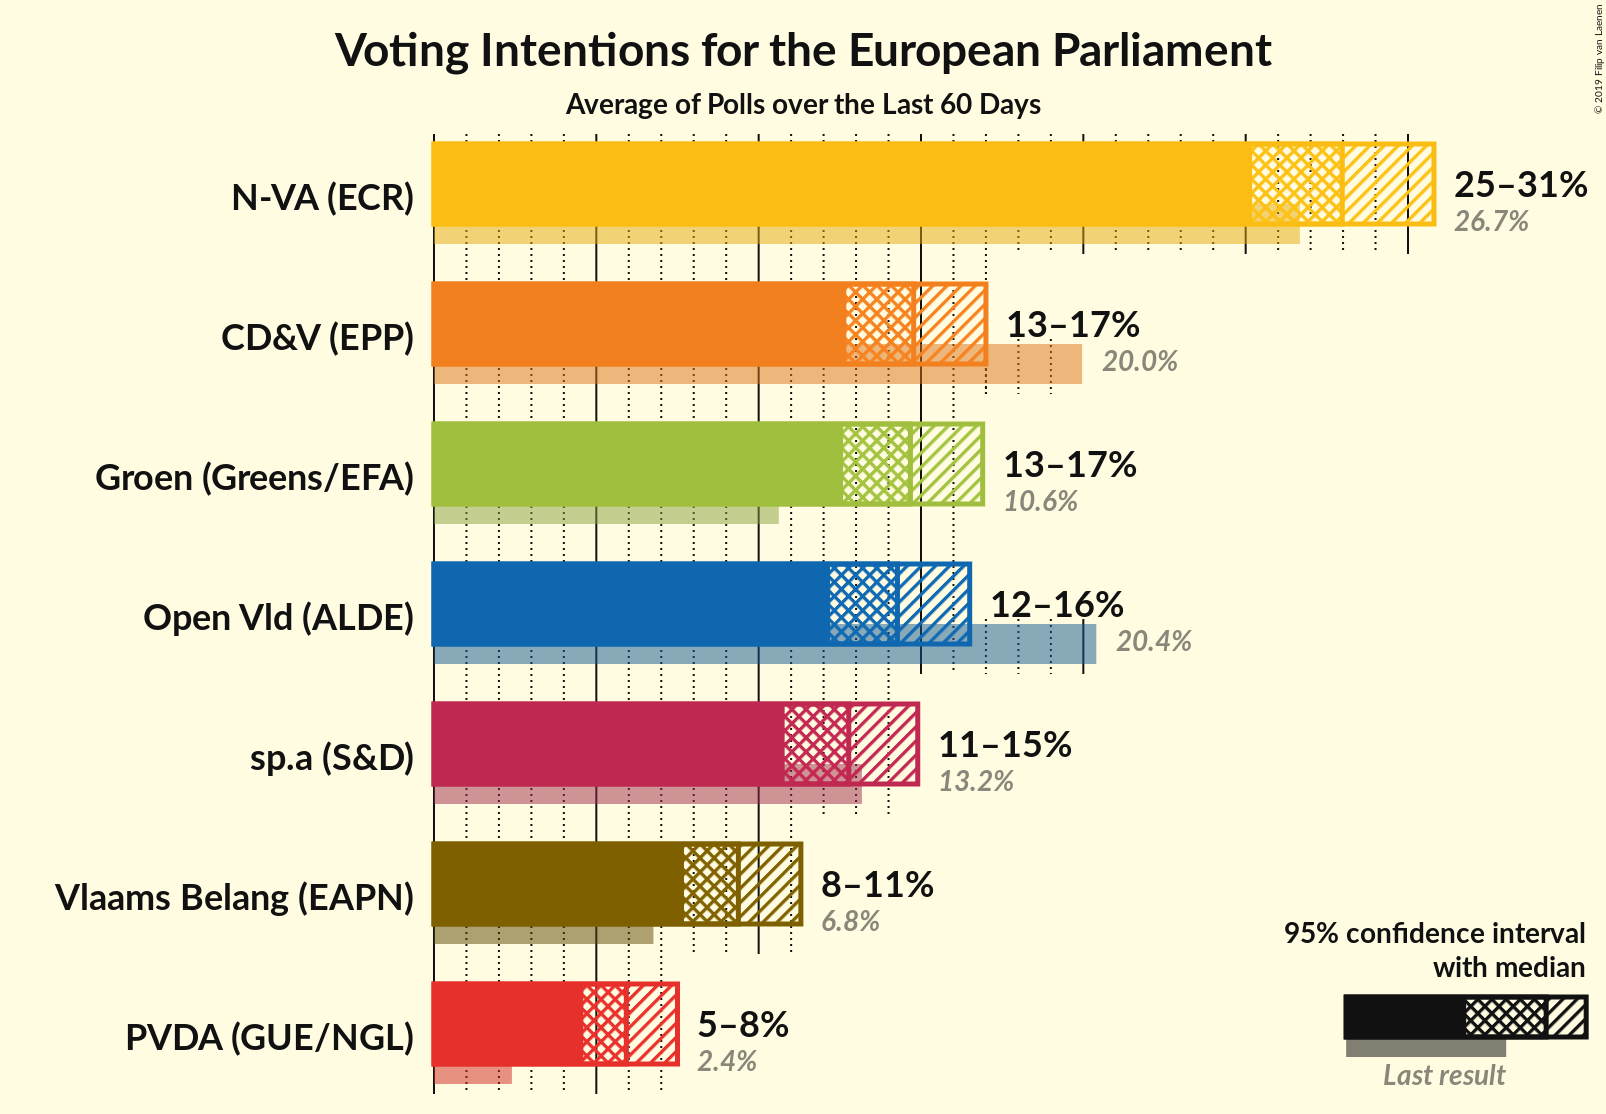 Voting Intentions for the European Parliament
Average of Polls over the Last 60 Days
© 2019 Filip van Laenen
N-VA (ECR)
25–31%
26.7%
CD&V (EPP)
13–17%
20.0%
Groen (Greens/EFA)
13–17%
10.6%
Open Vld (ALDE)
12–16%
20.4%
sp.a (S&D)
11–15%
13.2%
Vlaams Belang (EAPN)
8–11%
6.8%
PVDA (GUE/NGL)
5–8%
2.4%
95% confidence interval
with median
Last result